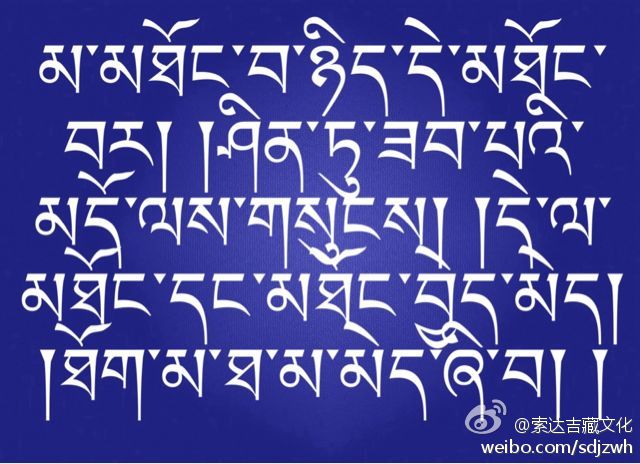 མ་མཐོང་བ་ཉིད་དེ་མཐོང་
བར། །ཤིན་ཏུ་ཟབ་པའི་
མདོ་ལས་གསུངས། །དེ་ལ་
མཐོང་དང་མཐོང་བྱེད་མེད།
།ཐོག་མ་ཐ་མ་མེད་ཞི་བ། །
@索达吉藏文化
weibo.com/sdjzwh